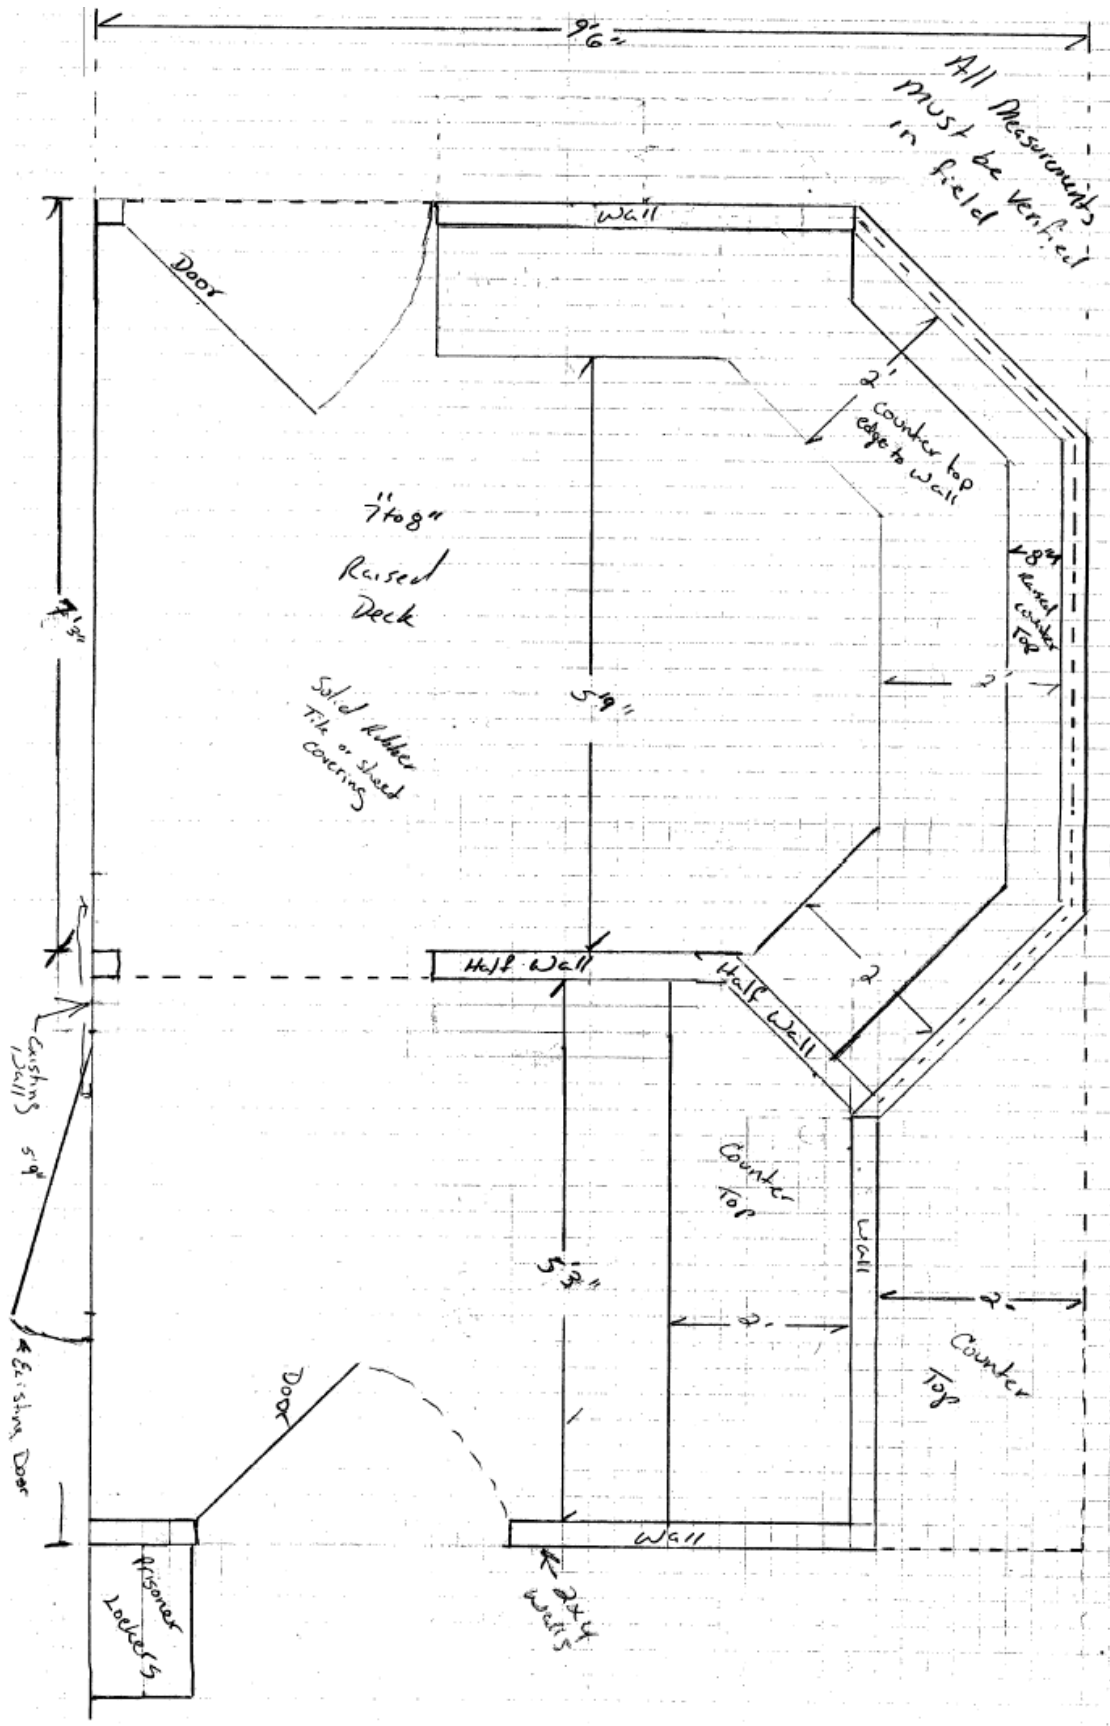 9'6"
All Measurements
must be verified
in field
Wall
Door
2'
counter top
edge to wall
7" to 8"
Raised
Deck
8"
Raised
counter
Top
7'3"
5'9"
2'
Solid Rubber
Tile or sheet
covering
Half Wall
Half Wall
2
Existing
Wall
5'9"
Counter
Top
Wall
5'3"
2'
2'
Counter
Top
Existing Door
Door
Wall
2x4
Walls
Prisoner
Lockers